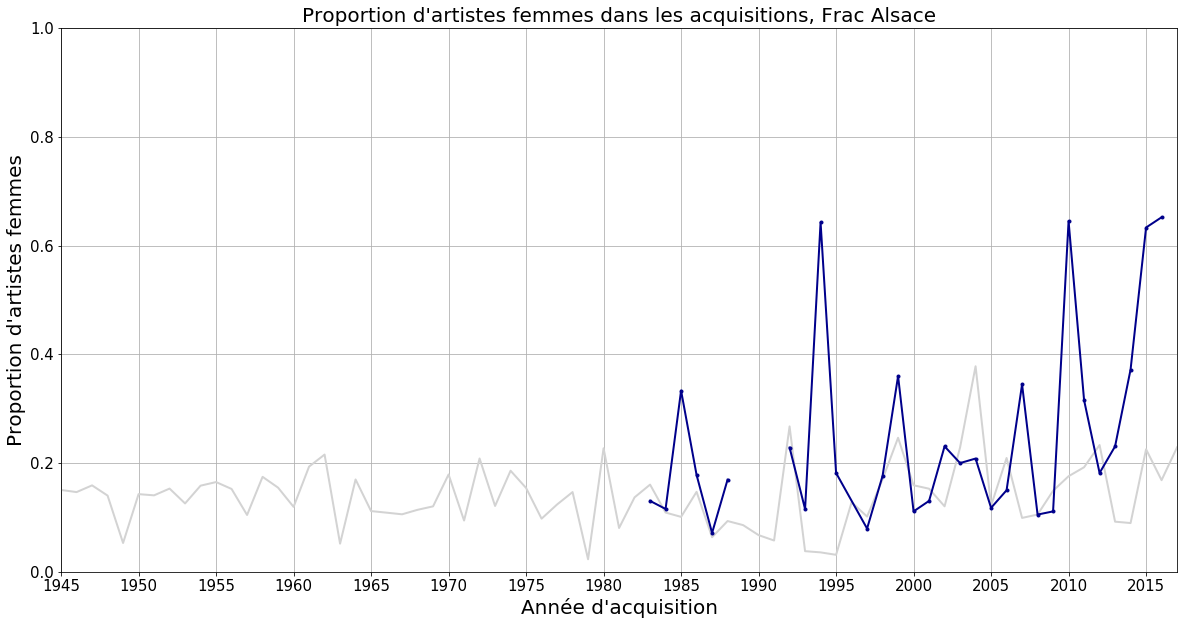 Proportion d'artistes femmes dans les acquisitions, Frac Alsace
1.0
0.8
0.6
0.4
0.2
0.0
Proportion d'artistes femmes
1945 1950 1955 1960 1965 1970 1975 1980 1985 1990 1995 2000 2005 2010 2015
Année d'acquisition